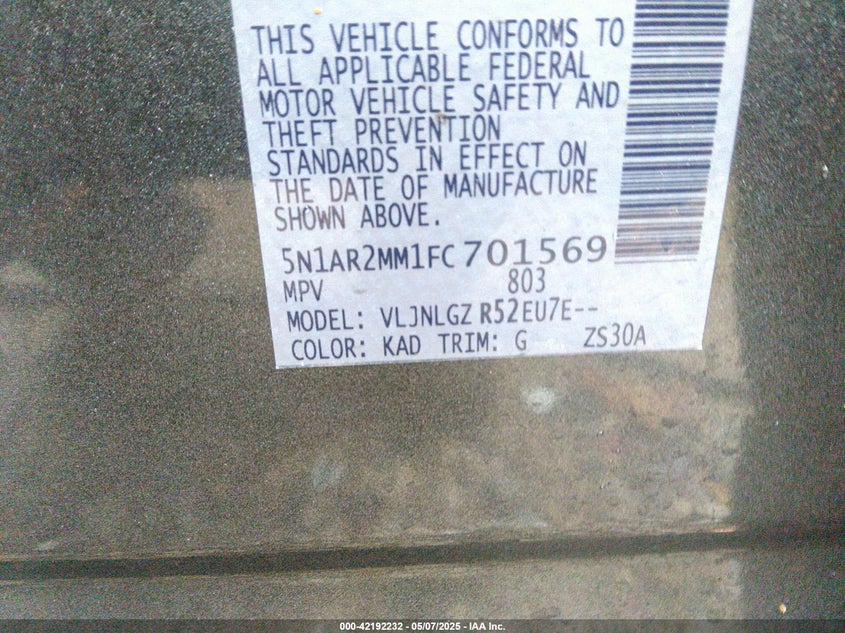 THIS VEHICLE CONFORMS TO
ALL APPLICABLE FEDERAL
MOTOR VEHICLE SAFETY AND
THEFT PREVENTION
STANDARDS IN EFFECT ON
THE DATE OF MANUFACTURE
SHOWN ABOVE.
5N1AR2MM1FC701569
MPV 803
MODEL: VLJNLGZ R52EU7E--
COLOR: KAD TRIM: G ZS30A
000-42192232 - 05/07/2025 - IAA Inc.